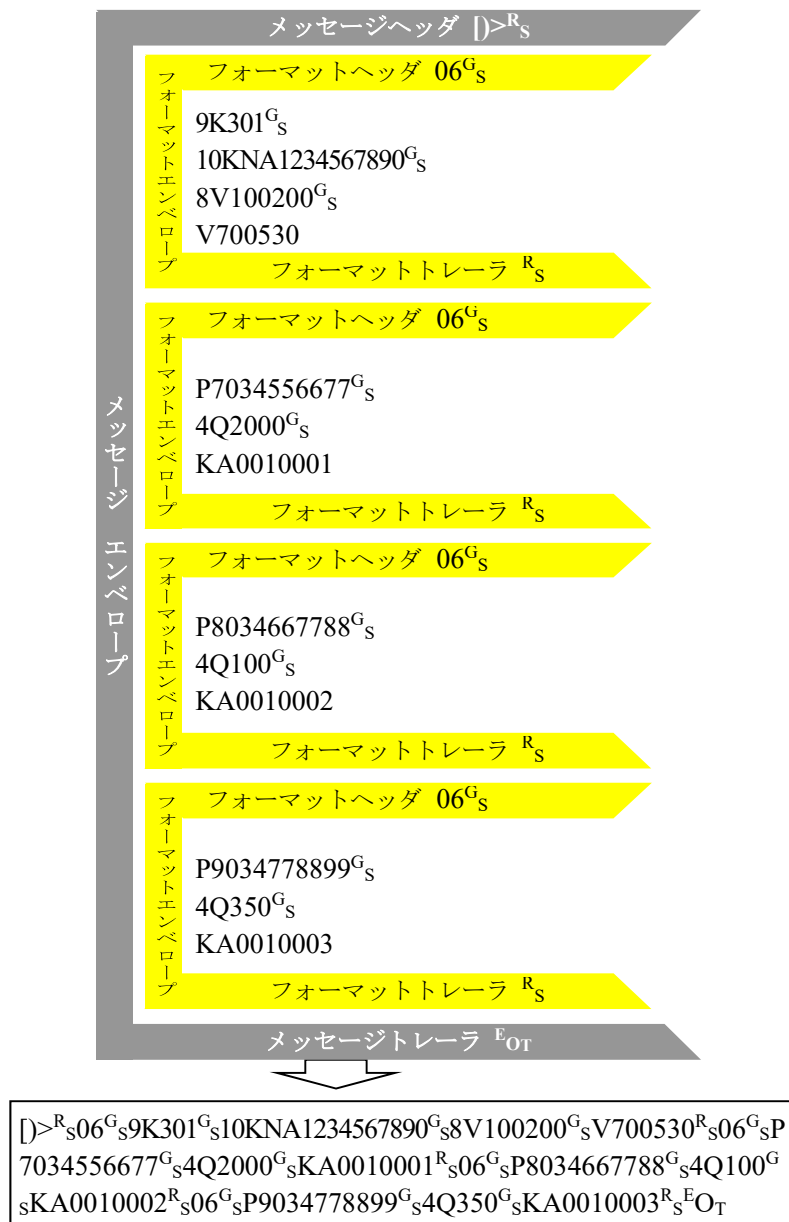 メッセージヘッダ [)>ᴿS
フォーマットヘッダ 06ᴳS
フォーマットエンベロープ
9K301ᴳS
10KNA1234567890ᴳS
8V100200ᴳS
V700530
フォーマットトレーラ ᴿS
フォーマットヘッダ 06ᴳS
フォーマットエンベロープ
P7034556677ᴳS
4Q2000ᴳS
KA0010001
フォーマットトレーラ ᴿS
メッセージ エンベロープ
フォーマットヘッダ 06ᴳS
フォーマットエンベロープ
P8034667788ᴳS
4Q100ᴳS
KA0010002
フォーマットトレーラ ᴿS
フォーマットヘッダ 06ᴳS
フォーマットエンベロープ
P9034778899ᴳS
4Q350ᴳS
KA0010003
フォーマットトレーラ ᴿS
メッセージトレーラ ᴱOT
[)>ᴿS06ᴳS9K301ᴳS10KNA1234567890ᴳS8V100200ᴳSV700530ᴿS06ᴳSP
7034556677ᴳS4Q2000ᴳSKA0010001ᴿS06ᴳSP8034667788ᴳS4Q100ᴳ
SKA0010002ᴿS06ᴳSP9034778899ᴳS4Q350ᴳSKA0010003ᴿSᴱOT